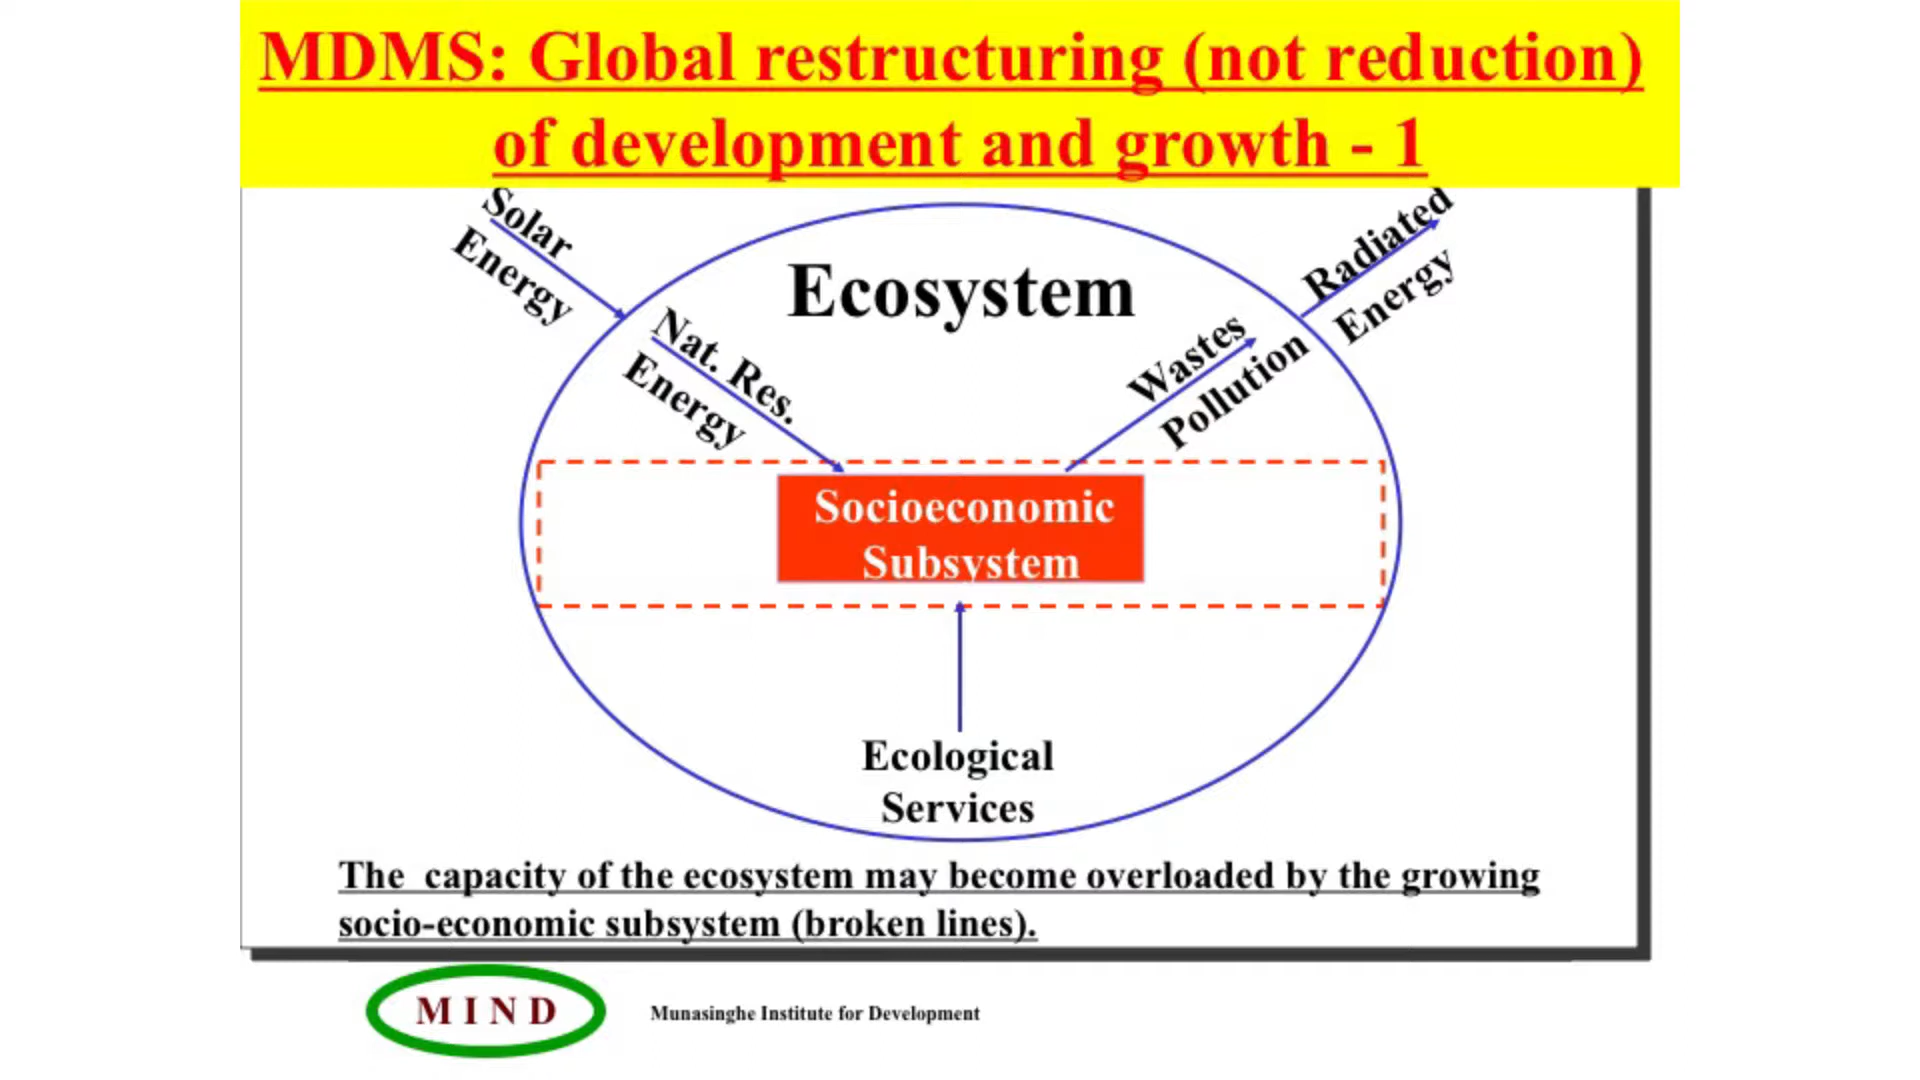 MDMS: Global restructuring (not reduction)
of development and growth - 1
Solar
Energy
Radiated
Energy
Ecosystem
Nat. Res.
Energy
Wastes
Pollution
Socioeconomic
Subsystem
Ecological
Services
The capacity of the ecosystem may become overloaded by the growing
socio-economic subsystem (broken lines).
MIND
Munasinghe Institute for Development